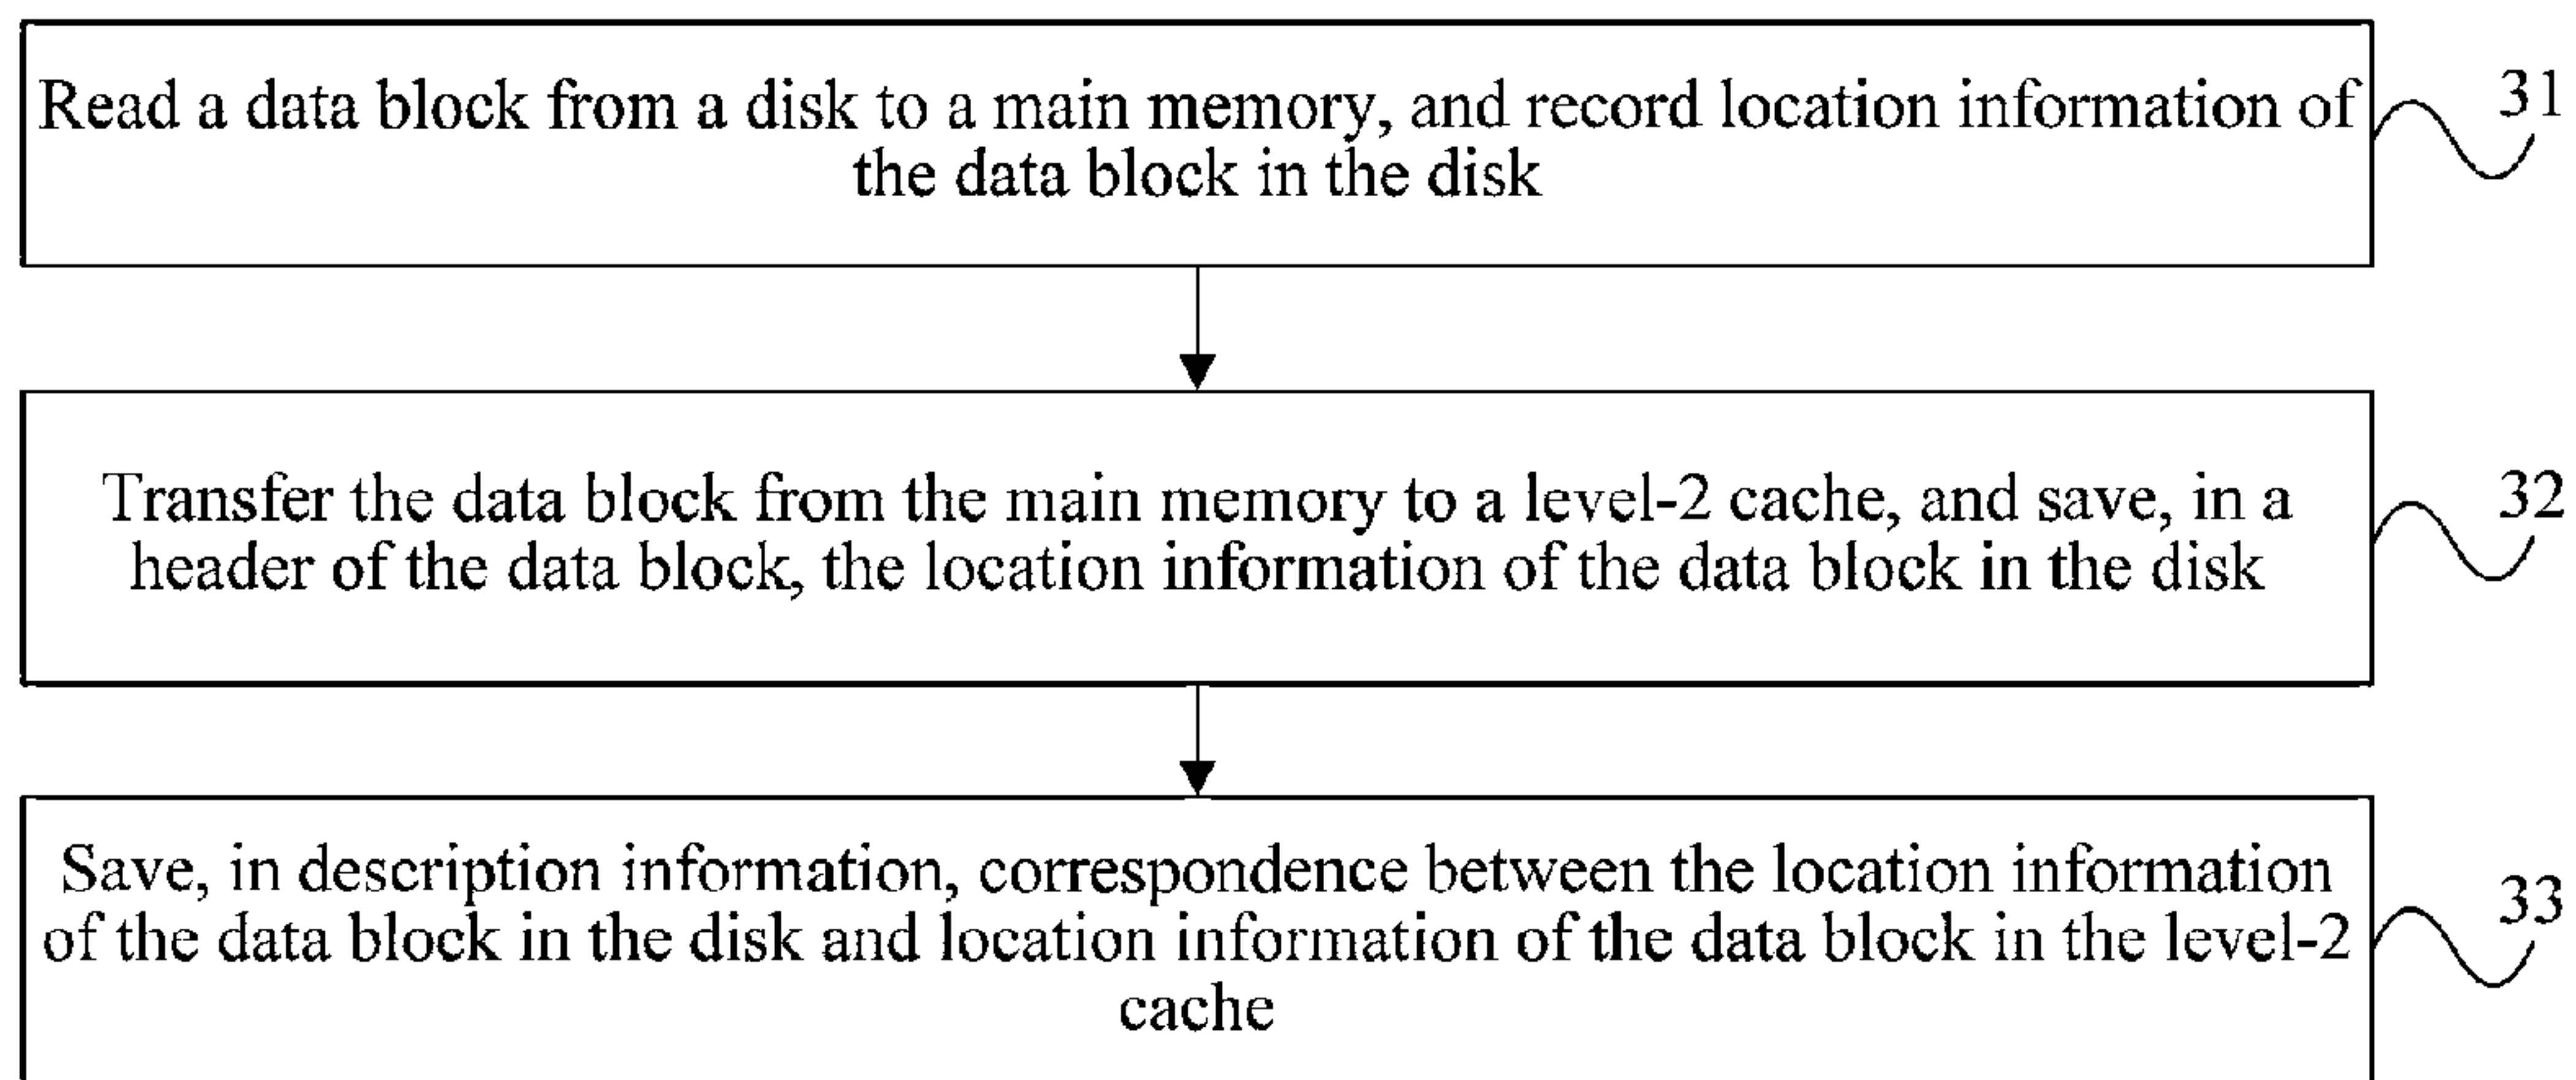 Read a data block from a disk to a main memory, and record location information of
the data block in the disk
31
Transfer the data block from the main memory to a level-2 cache, and save, in a
header of the data block, the location information of the data block in the disk
32
Save, in description information, correspondence between the location information
of the data block in the disk and location information of the data block in the level-2
cache
33